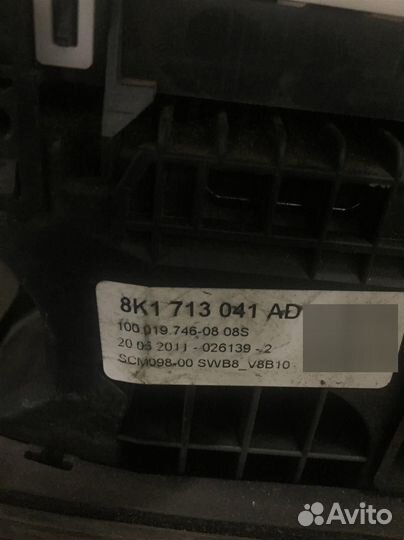 8K1 713 041 AD
100.019.746-08 08S
20 06 2011 - 026139 - 2
SCM098-00 SWB8_V8B10
Avito